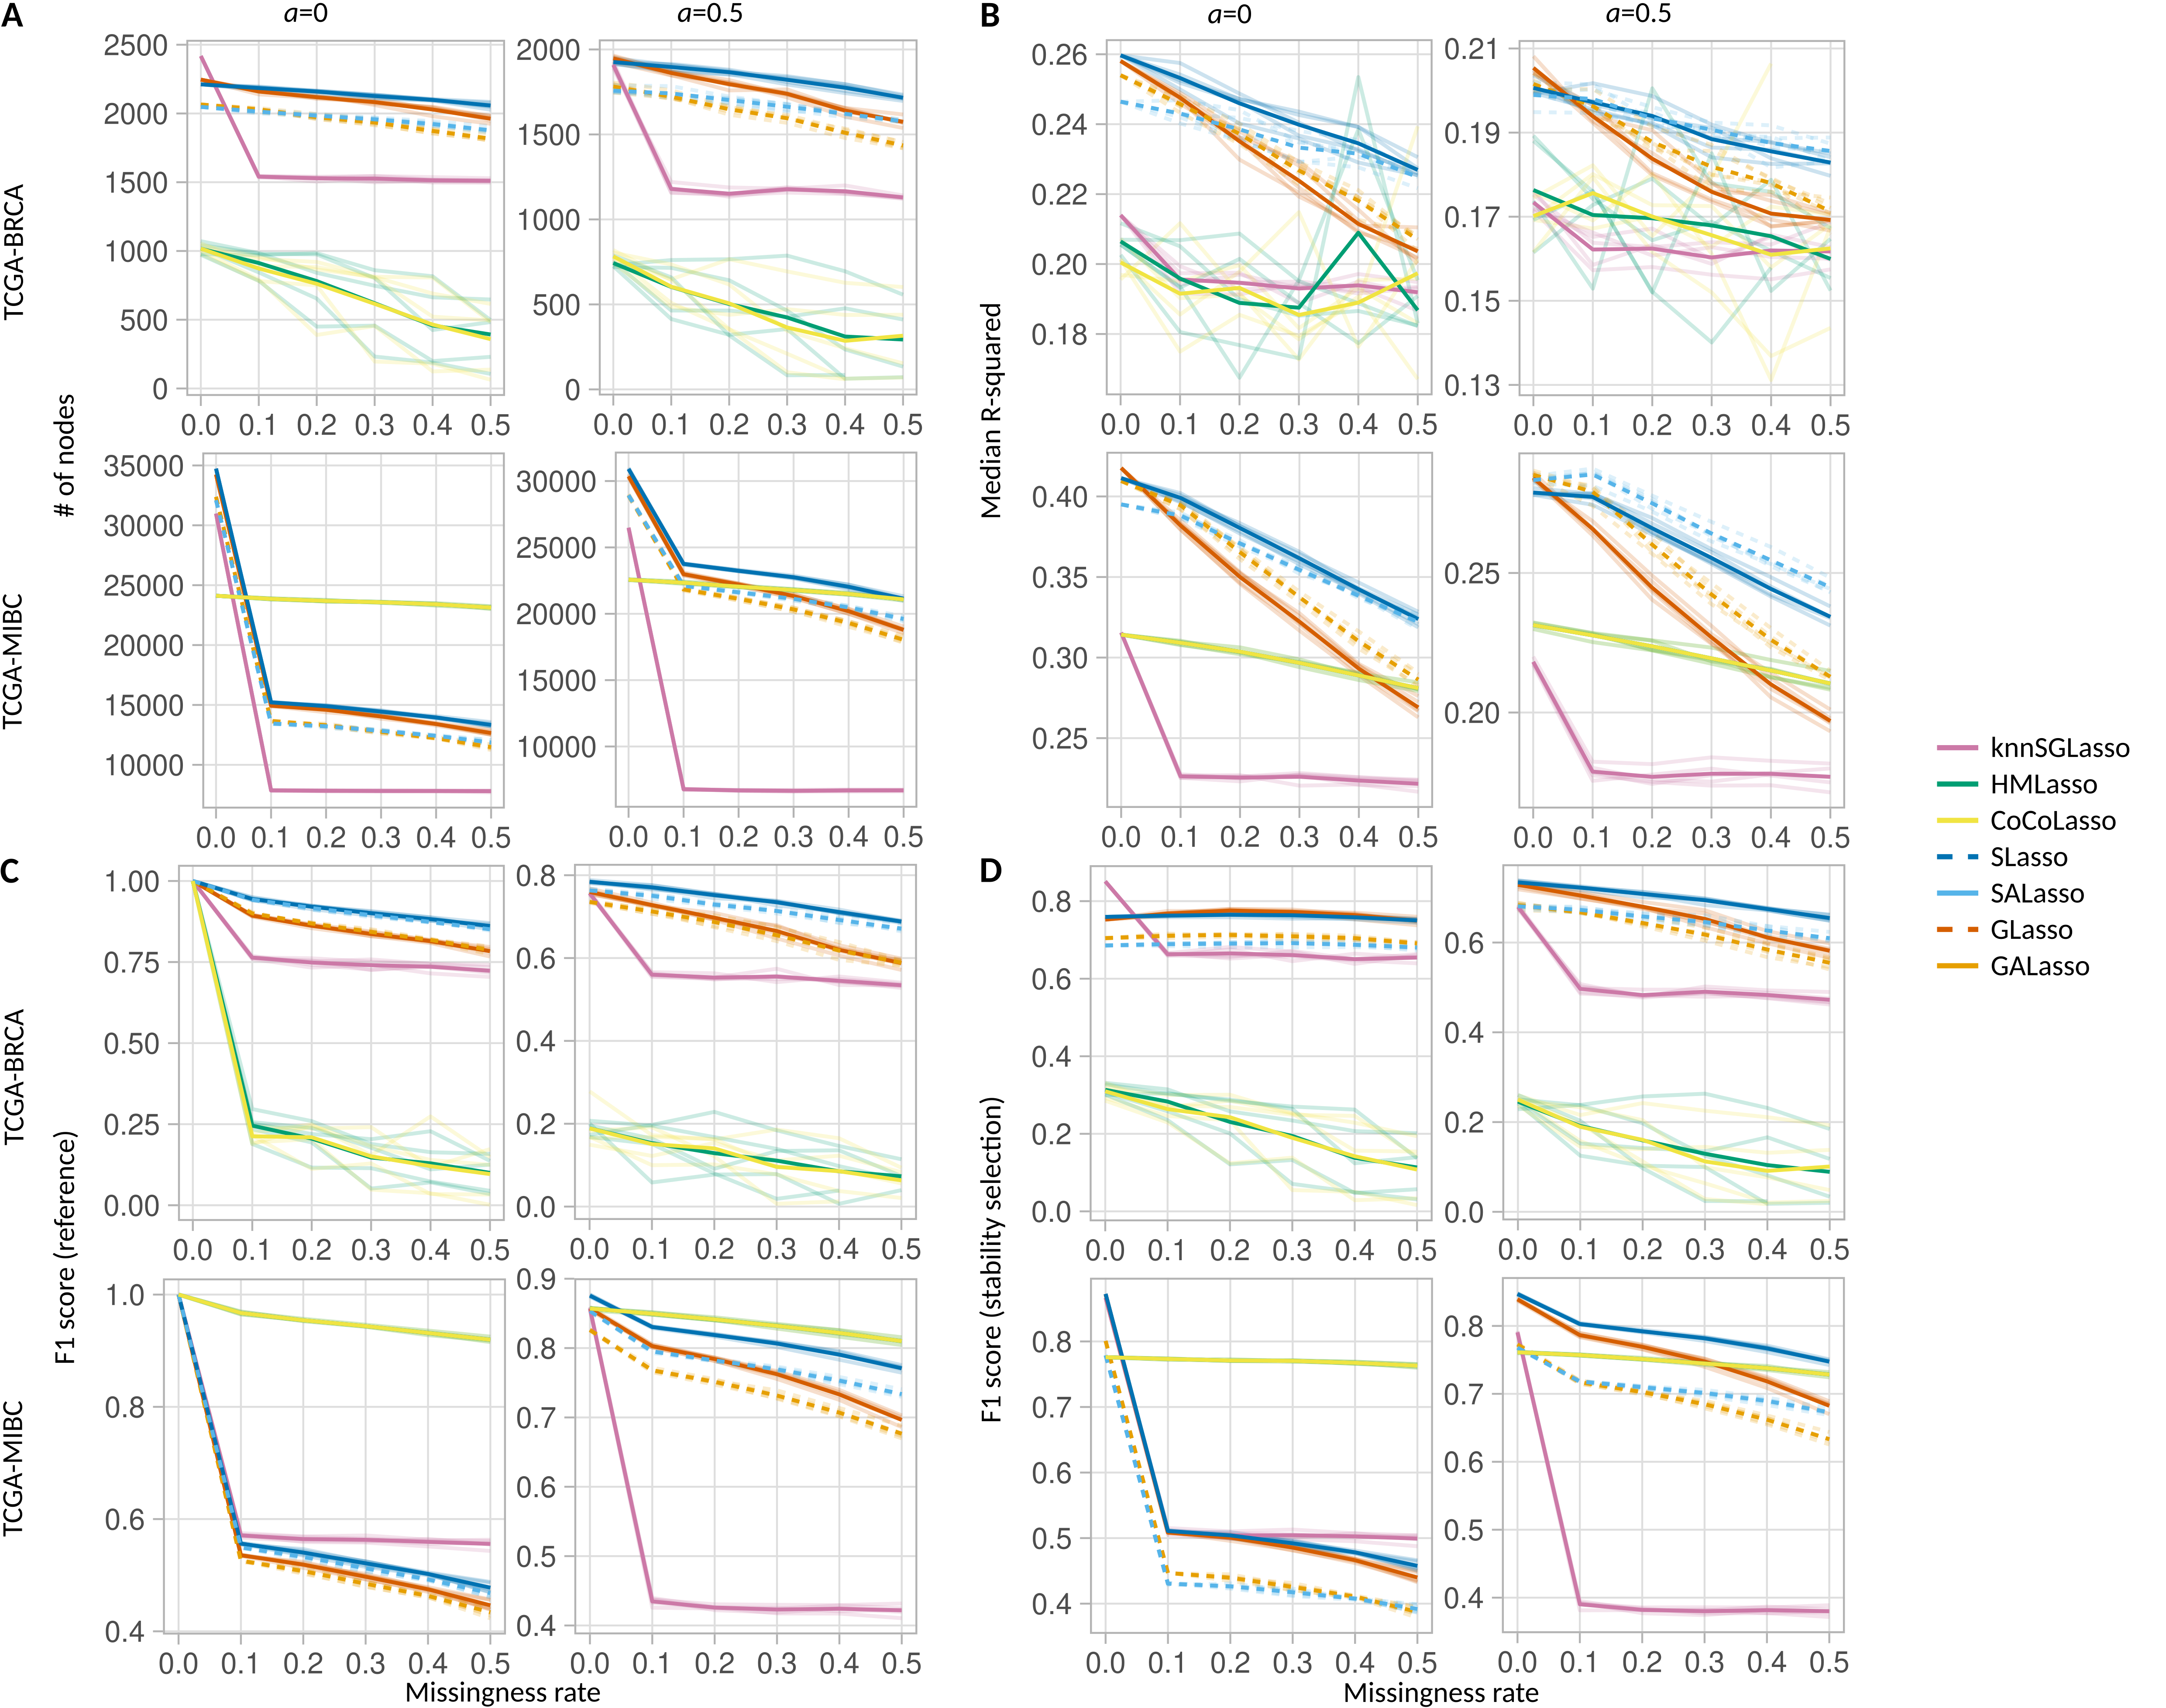 A
a=0
a=0.5
B
a=0
a=0.5
TCGA-BRCA
2500
2000
1500
1000
500
0
0.0 0.1 0.2 0.3 0.4 0.5
2000
1500
1000
500
0
0.0 0.1 0.2 0.3 0.4 0.5
0.26
0.24
0.22
0.20
0.18
0.0 0.1 0.2 0.3 0.4 0.5
0.21
0.19
0.17
0.15
0.13
0.0 0.1 0.2 0.3 0.4 0.5
# of nodes
Median R-squared
TCGA-MIBC
35000
30000
25000
20000
15000
10000
0.0 0.1 0.2 0.3 0.4 0.5
30000
25000
20000
15000
10000
0.0 0.1 0.2 0.3 0.4 0.5
0.40
0.35
0.30
0.25
0.0 0.1 0.2 0.3 0.4 0.5
0.25
0.20
0.0 0.1 0.2 0.3 0.4 0.5
knnSGLasso
HMLasso
CoCoLasso
SLasso
SALasso
GLasso
GALasso
C
D
TCGA-BRCA
1.00
0.75
0.50
0.25
0.00
0.0 0.1 0.2 0.3 0.4 0.5
0.8
0.6
0.4
0.2
0.0
0.0 0.1 0.2 0.3 0.4 0.5
0.8
0.6
0.4
0.2
0.0
0.0 0.1 0.2 0.3 0.4 0.5
0.6
0.4
0.2
0.0
0.0 0.1 0.2 0.3 0.4 0.5
F1 score (reference)
F1 score (stability selection)
TCGA-MIBC
1.0
0.8
0.6
0.4
0.0 0.1 0.2 0.3 0.4 0.5
0.9
0.8
0.7
0.6
0.5
0.4
0.0 0.1 0.2 0.3 0.4 0.5
0.8
0.7
0.6
0.5
0.4
0.0 0.1 0.2 0.3 0.4 0.5
0.8
0.7
0.6
0.5
0.4
0.0 0.1 0.2 0.3 0.4 0.5
Missingness rate
Missingness rate